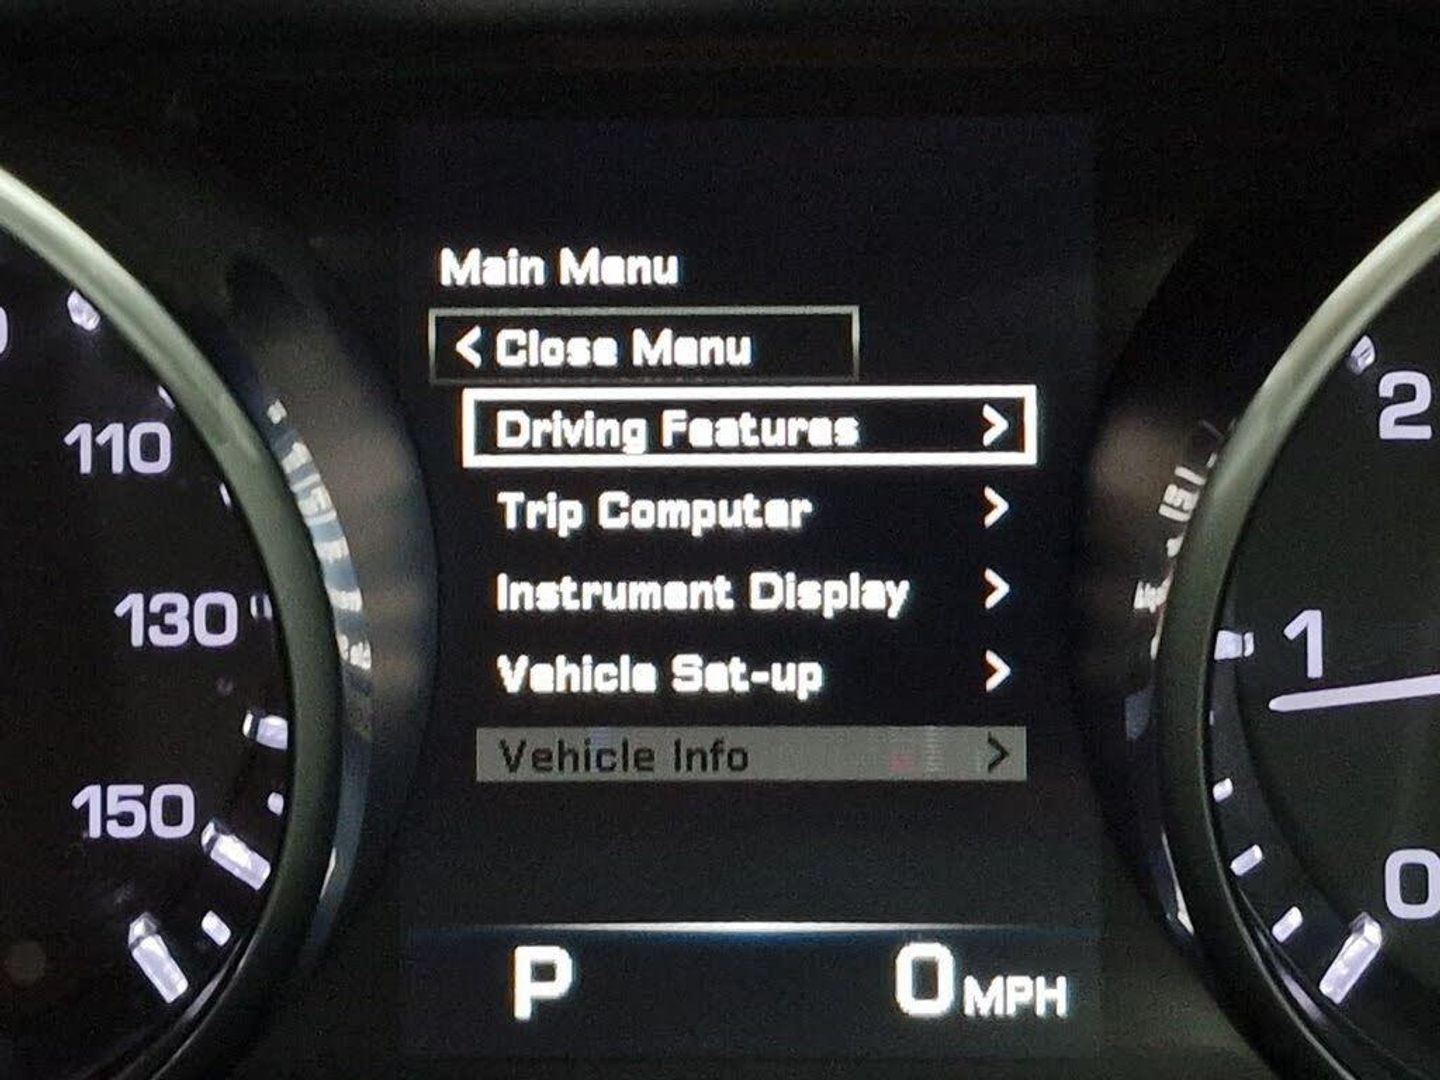 Main Menu
< Close Menu
Driving Features >
Trip Computer >
Instrument Display >
Vehicle Set-up >
Vehicle Info >
110
130
150
2
1
0
P
0 MPH